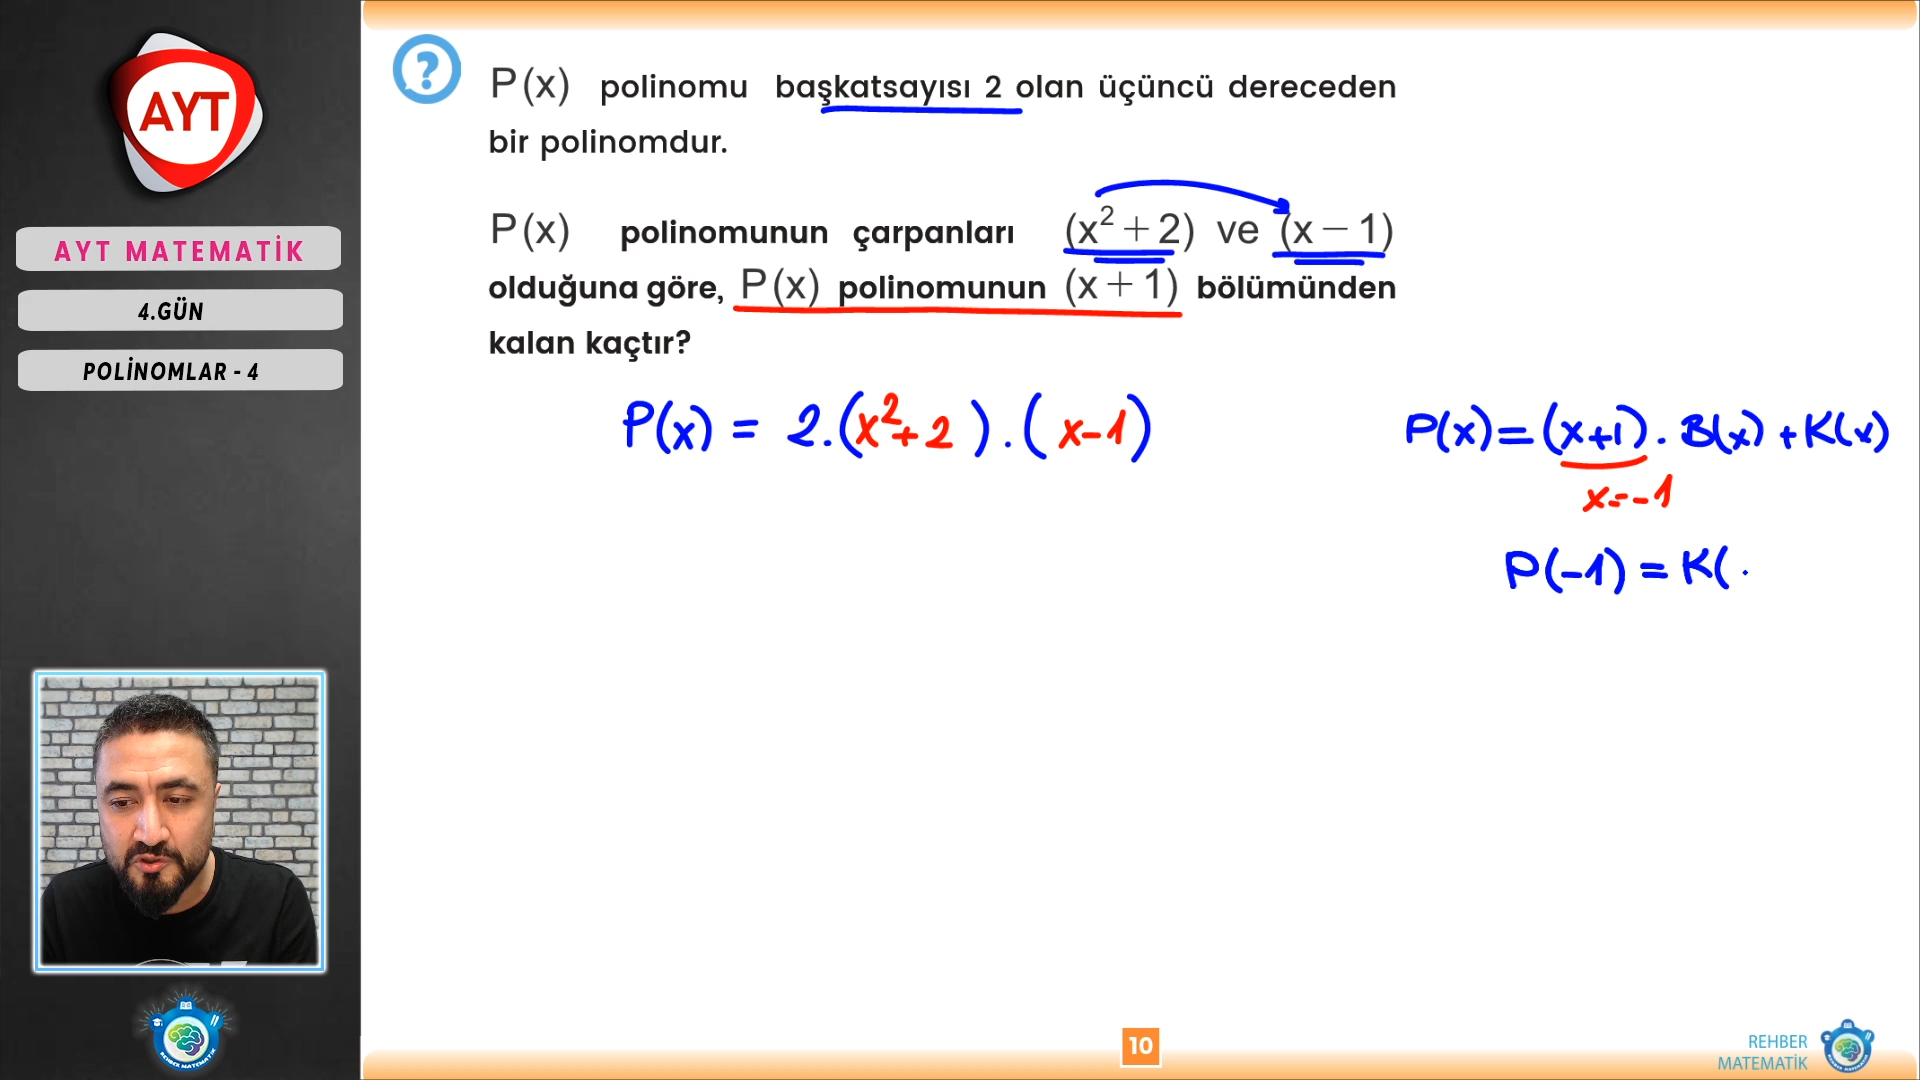 AYT
AYT MATEMATİK
4.GÜN
POLİNOMLAR - 4
?
P(x) polinomu başkatsayısı 2 olan üçüncü dereceden
bir polinomdur.
P(x) polinomunun çarpanları (x²+2) ve (x−1)
olduğuna göre, P(x) polinomunun (x+1) bölümünden
kalan kaçtır?
P(x) = 2.(x²+2).(x-1)
P(x)=(x+1).B(x)+K(x)
x=-1
P(-1)=K(
10
REHBER
MATEMATİK